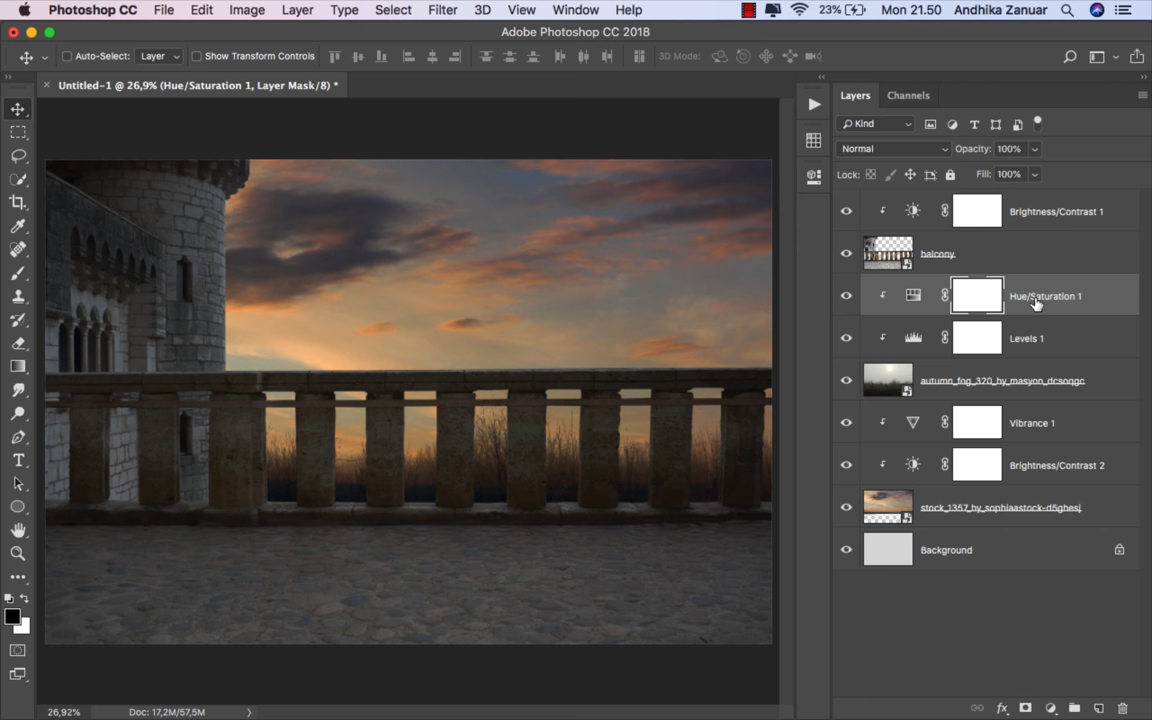 Photoshop CC File Edit Image Layer Type Select Filter 3D View Window Help 23% Mon 21.50 Andhika Zanuar
Adobe Photoshop CC 2018
Auto-Select: Layer Show Transform Controls 3D Mode:
Untitled-1 @ 26,9% (Hue/Saturation 1, Layer Mask/8) *
Layers Channels
Kind
Normal Opacity: 100%
Lock: Fill: 100%
Brightness/Contrast 1
balcony
Hue/Saturation 1
Levels 1
autumn_fog_320_by_masyon_dcsoqgc
Vibrance 1
Brightness/Contrast 2
stock_1357_by_sophiaastock-d5ghesj
Background
26,92% Doc: 17,2M/57,5M